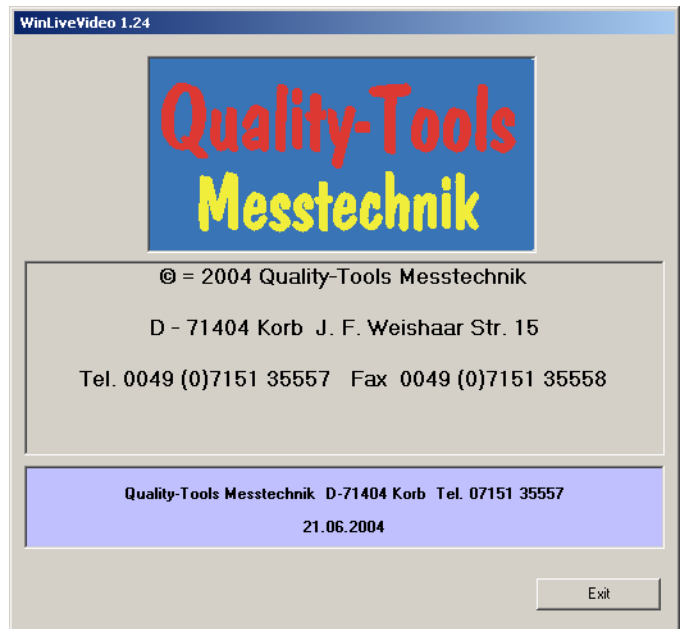 WinLiveVideo 1.24
Quality-Tools
Messtechnik
© = 2004 Quality-Tools Messtechnik
D - 71404 Korb J. F. Weishaar Str. 15
Tel. 0049 (0)7151 35557 Fax 0049 (0)7151 35558
Quality-Tools Messtechnik D-71404 Korb Tel. 07151 35557
21.06.2004
Exit